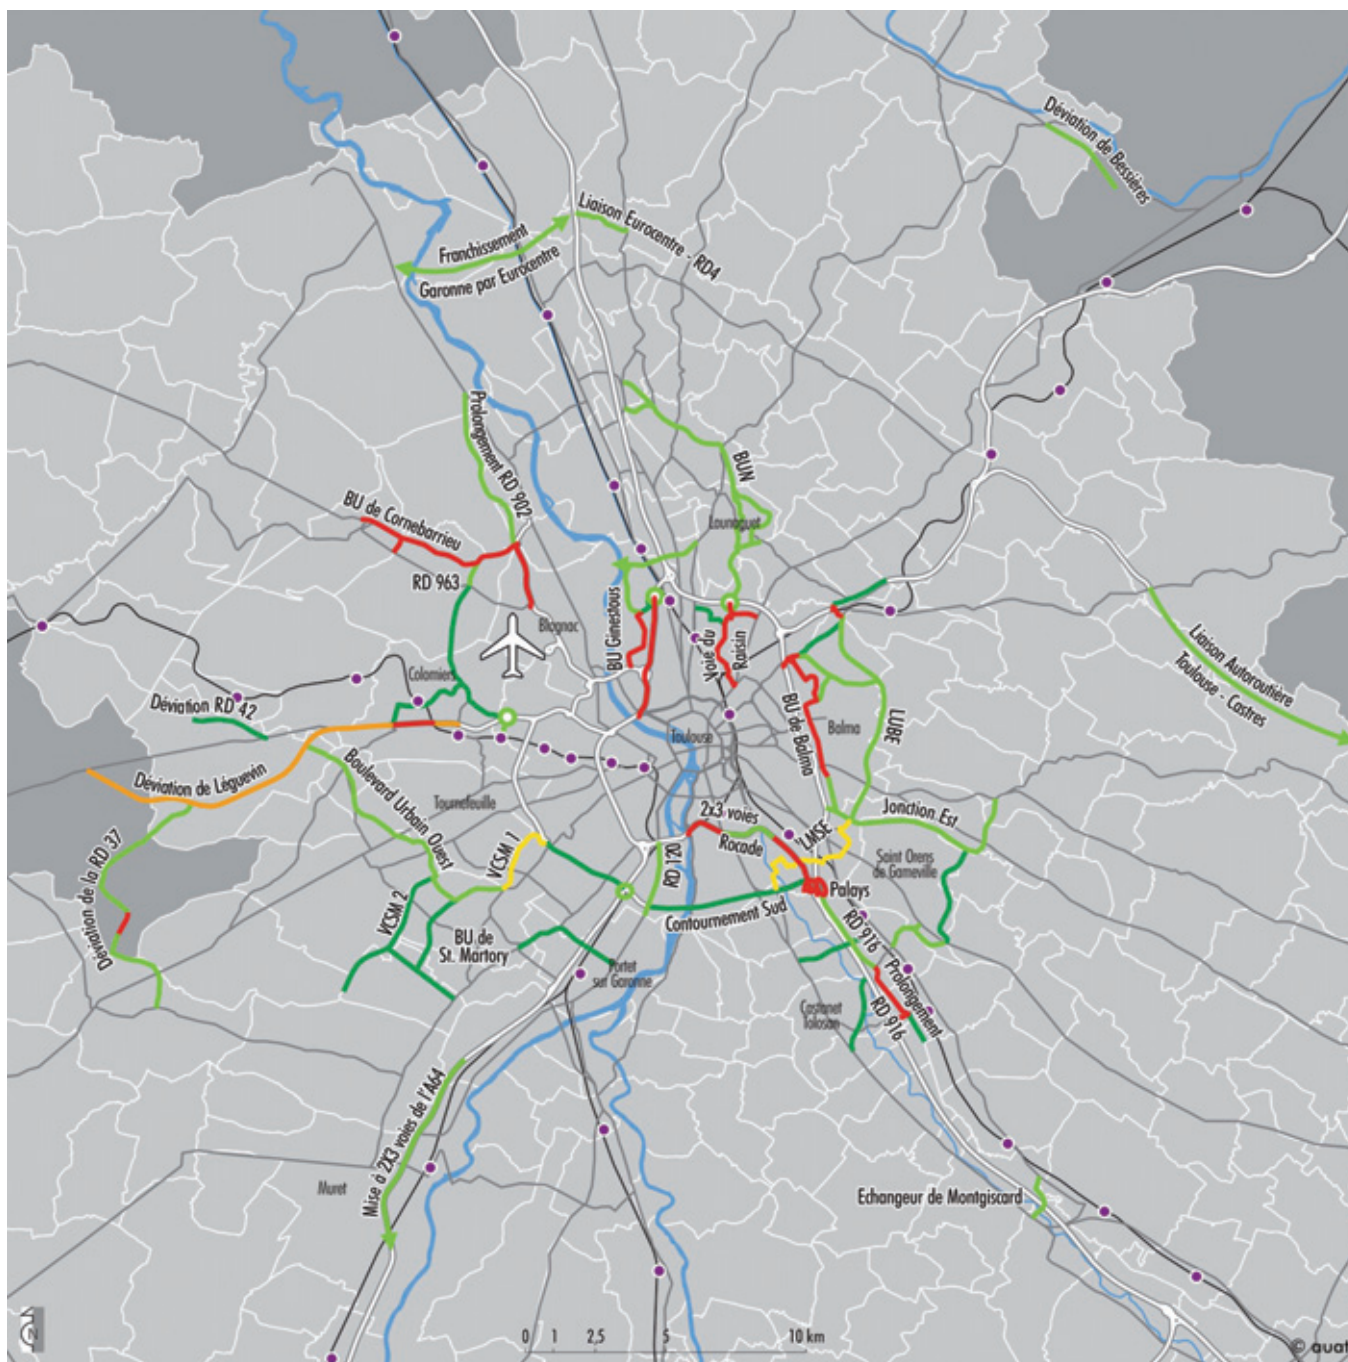 Déviation de Bessières
Liaison Eurocentre - RD4
Franchissement
Garonne par Eurocentre
Prolongement RD 902
BUN
BU de Cornebarrieu
Launaguet
RD 963
Blagnac
BU Ginestous
Voie du
Raisin
Liaison Autoroutière
Toulouse - Castres
Colomiers
Déviation RD 42
BU de Balma
Balma
LUBE
Toulouse
Déviation de Léguevin
Boulevard Urbain Ouest
Tournefeuille
2x3 voies
Rocade
Jonction Est
LMSE
VCSM 1
RD 120
Saint Orens
de Gameville
Palays
Déviation de la RD 37
VCSM 2
Contournement Sud
BU de
St. Martory
RD 916
Portet
sur Garonne
Prolongement
RD 916
Castanet
Tolosan
Mise à 2X3 voies de l'A64
Muret
Echangeur de Montgiscard
0 1 2,5 5 10 km
© auat